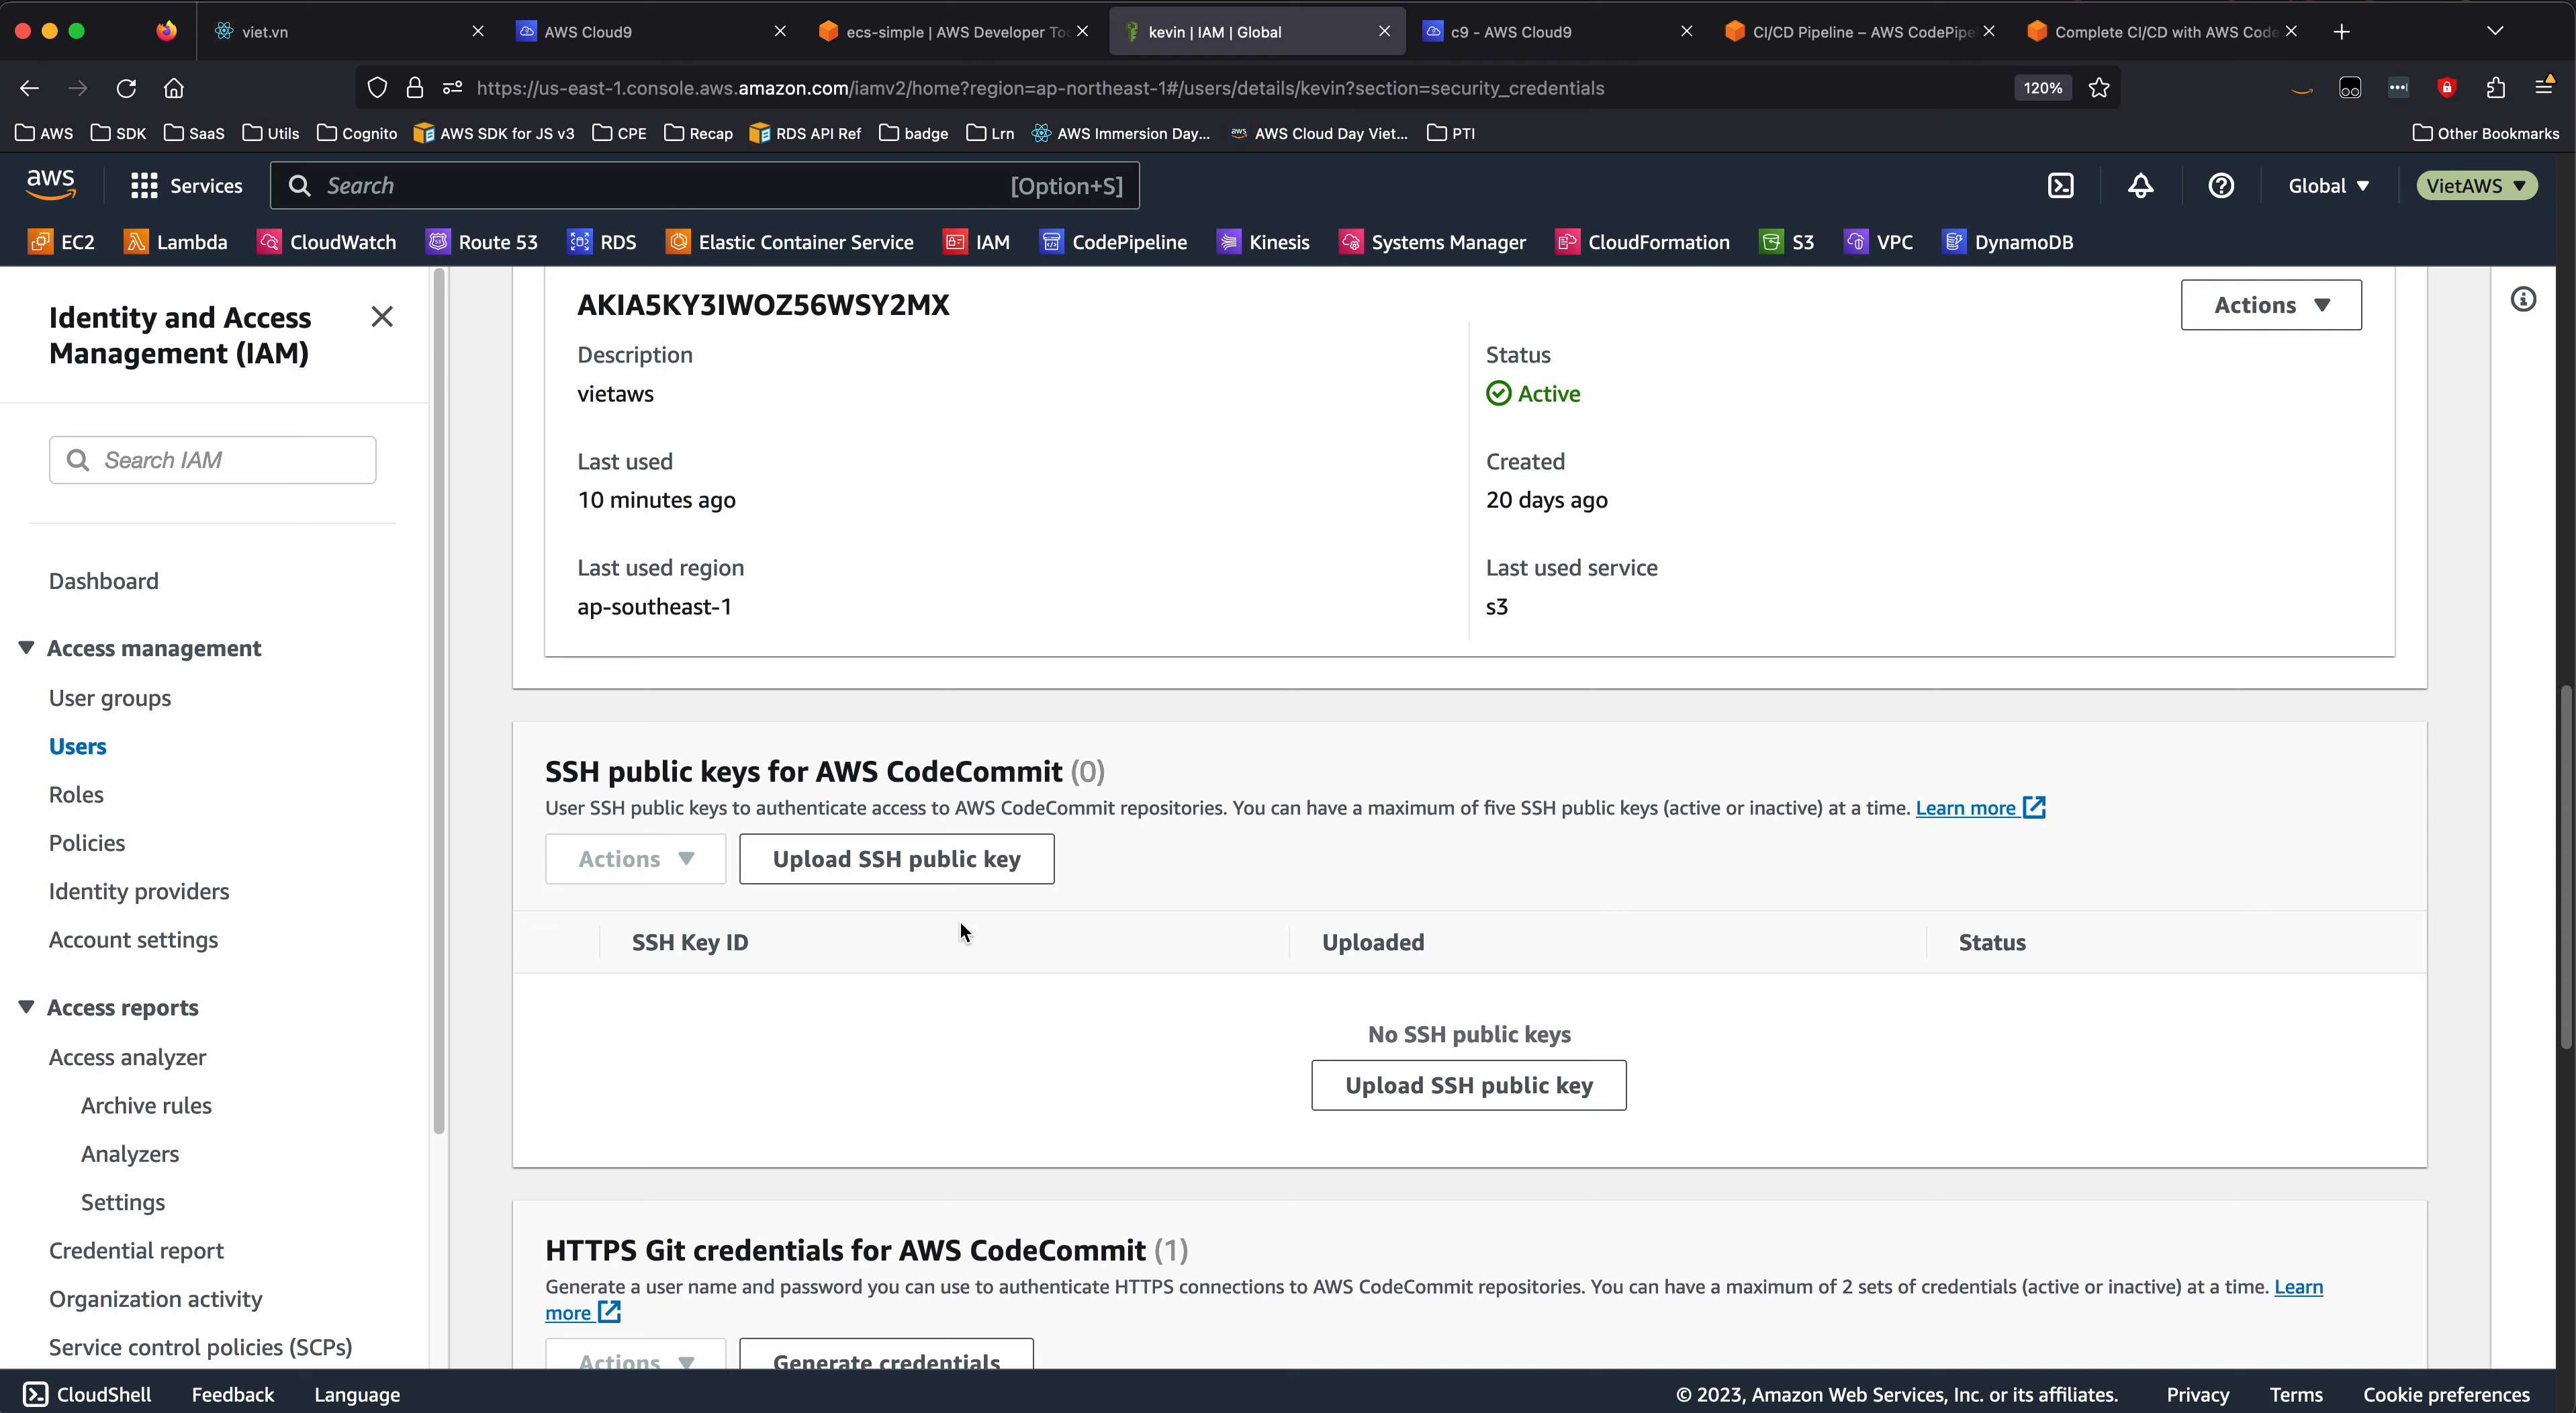 viet.vn
AWS Cloud9
ecs-simple | AWS Developer Too
kevin | IAM | Global
c9 - AWS Cloud9
CI/CD Pipeline – AWS CodePipe
Complete CI/CD with AWS Code
https://us-east-1.console.aws.amazon.com/iamv2/home?region=ap-northeast-1#/users/details/kevin?section=security_credentials
120%
AWS
SDK
SaaS
Utils
Cognito
AWS SDK for JS v3
CPE
Recap
RDS API Ref
badge
Lrn
AWS Immersion Day...
AWS Cloud Day Viet...
PTI
Other Bookmarks
aws
Services
Search
[Option+S]
Global
VietAWS
EC2
Lambda
CloudWatch
Route 53
RDS
Elastic Container Service
IAM
CodePipeline
Kinesis
Systems Manager
CloudFormation
S3
VPC
DynamoDB
Identity and Access
Management (IAM)
Search IAM
Dashboard
Access management
User groups
Users
Roles
Policies
Identity providers
Account settings
Access reports
Access analyzer
Archive rules
Analyzers
Settings
Credential report
Organization activity
Service control policies (SCPs)
AKIA5KY3IWOZ56WSY2MX
Actions
Description
vietaws
Status
Active
Last used
10 minutes ago
Created
20 days ago
Last used region
ap-southeast-1
Last used service
s3
SSH public keys for AWS CodeCommit (0)
User SSH public keys to authenticate access to AWS CodeCommit repositories. You can have a maximum of five SSH public keys (active or inactive) at a time. Learn more
Actions
Upload SSH public key
SSH Key ID
Uploaded
Status
No SSH public keys
Upload SSH public key
HTTPS Git credentials for AWS CodeCommit (1)
Generate a user name and password you can use to authenticate HTTPS connections to AWS CodeCommit repositories. You can have a maximum of 2 sets of credentials (active or inactive) at a time. Learn
more
Actions
Generate credentials
CloudShell
Feedback
Language
© 2023, Amazon Web Services, Inc. or its affiliates.
Privacy
Terms
Cookie preferences